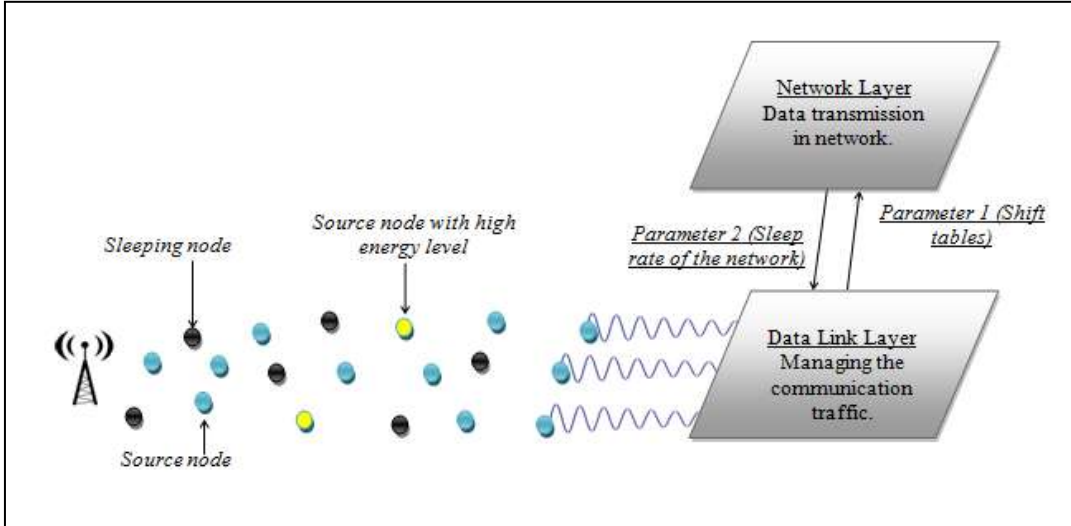 Network Layer
Data transmission
in network.
Parameter 1 (Shift
tables)
Parameter 2 (Sleep
rate of the network)
Source node with high
energy level
Sleeping node
Data Link Layer
Managing the
communication
traffic.
Source node